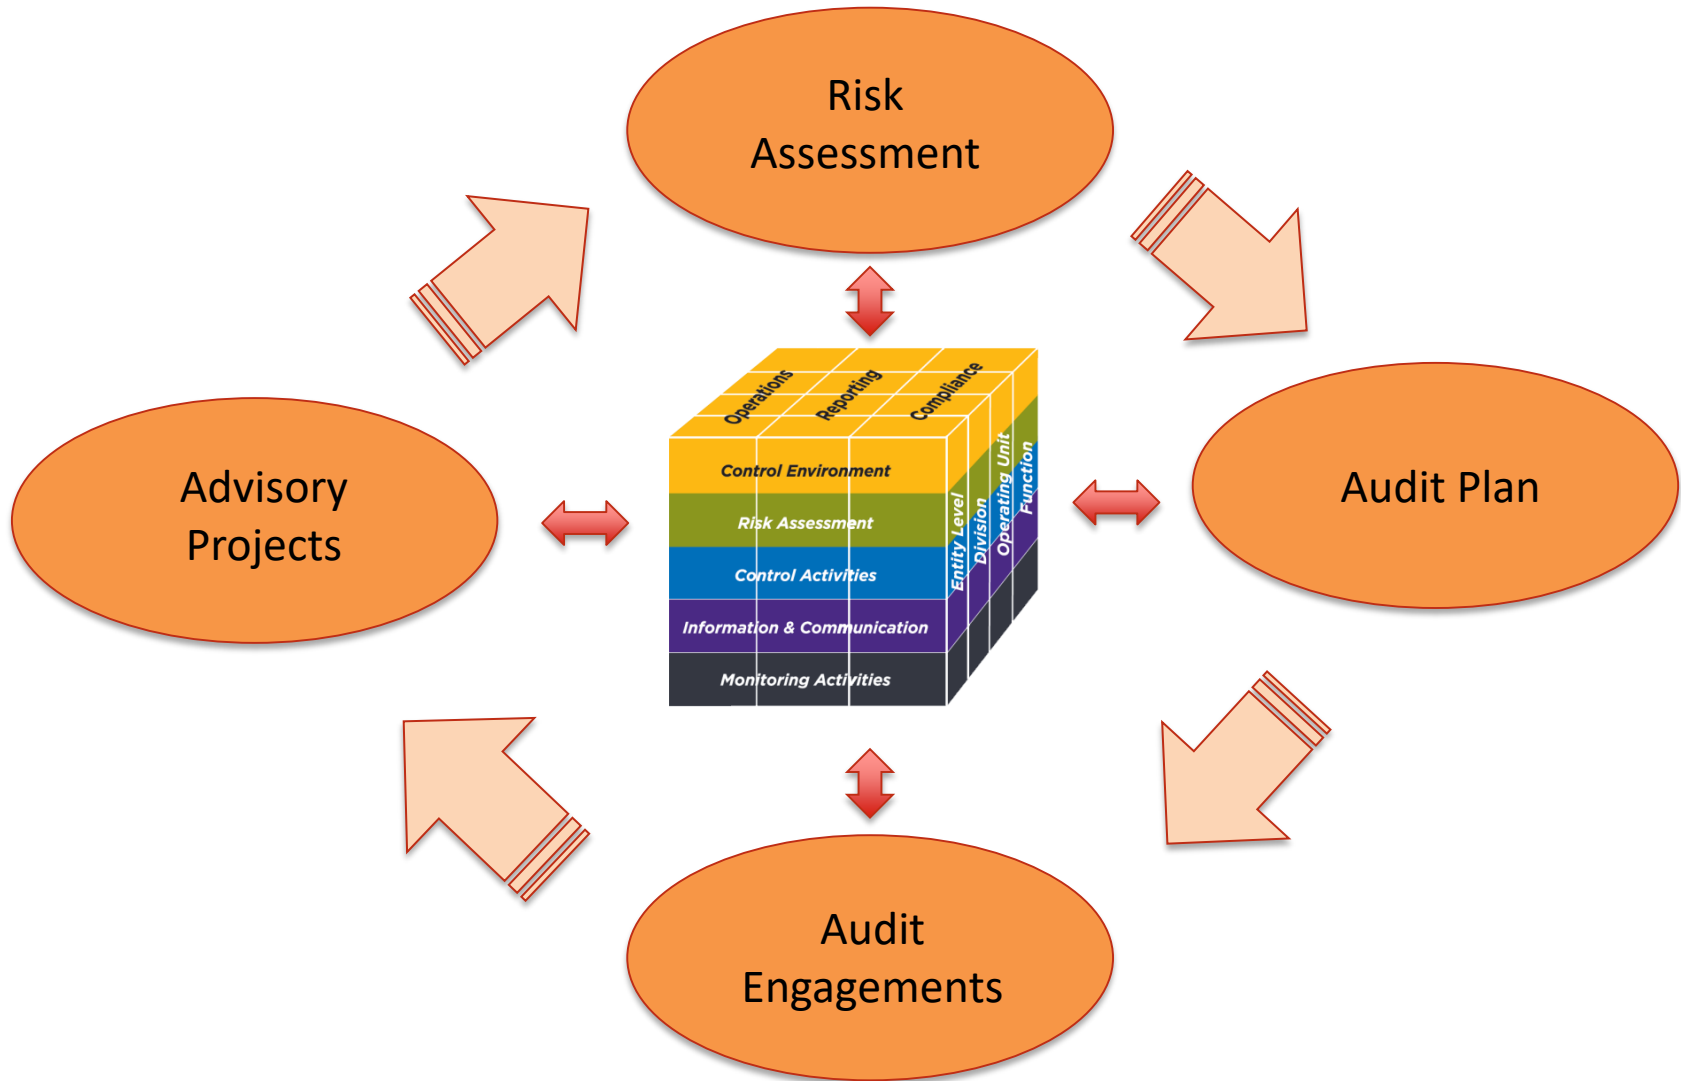 Risk
Assessment
Operations
Reporting
Compliance
Control Environment
Risk Assessment
Control Activities
Information & Communication
Monitoring Activities
Entity Level
Division
Operating Unit
Function
Advisory
Projects
Audit Plan
Audit
Engagements